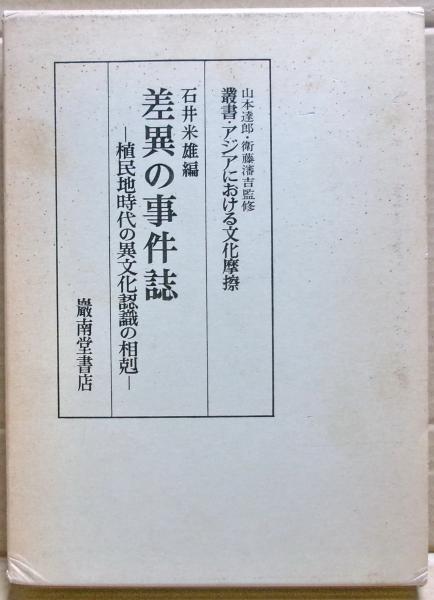 山本達郎・衛藤瀋吉監修
叢書・アジアにおける文化摩擦
石井米雄編
差異の事件誌
―植民地時代の異文化認識の相剋―
巖南堂書店